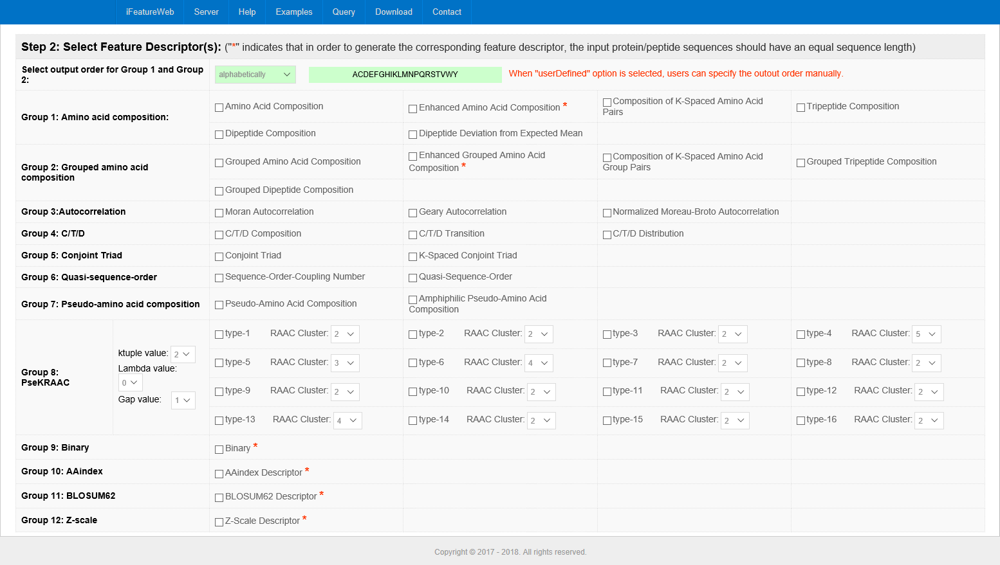 iFeatureWeb Server Help Examples Query Download Contact
Step 2: Select Feature Descriptor(s): ("*" indicates that in order to generate the corresponding feature descriptor, the input protein/peptide sequences should have an equal sequence length)
Select output order for Group 1 and Group
2:
alphabetically ACDEFGHIKLMNPQRSTVWY When "userDefined" option is selected, users can specify the outout order manually.
Group 1: Amino acid composition:
Amino Acid Composition
Enhanced Amino Acid Composition *
Composition of K-Spaced Amino Acid
Pairs
Tripeptide Composition
Dipeptide Composition
Dipeptide Deviation from Expected Mean
Group 2: Grouped amino acid
composition
Grouped Amino Acid Composition
Enhanced Grouped Amino Acid
Composition *
Composition of K-Spaced Amino Acid
Group Pairs
Grouped Tripeptide Composition
Grouped Dipeptide Composition
Group 3:Autocorrelation
Moran Autocorrelation
Geary Autocorrelation
Normalized Moreau-Broto Autocorrelation
Group 4: C/T/D
C/T/D Composition
C/T/D Transition
C/T/D Distribution
Group 5: Conjoint Triad
Conjoint Triad
K-Spaced Conjoint Triad
Group 6: Quasi-sequence-order
Sequence-Order-Coupling Number
Quasi-Sequence-Order
Group 7: Pseudo-amino acid composition
Pseudo-Amino Acid Composition
Amphiphilic Pseudo-Amino Acid
Composition
Group 8:
PseKRAAC
ktuple value: 2
Lambda value:
0
Gap value: 1
type-1 RAAC Cluster: 2
type-2 RAAC Cluster: 2
type-3 RAAC Cluster: 2
type-4 RAAC Cluster: 5
type-5 RAAC Cluster: 3
type-6 RAAC Cluster: 4
type-7 RAAC Cluster: 2
type-8 RAAC Cluster: 2
type-9 RAAC Cluster: 2
type-10 RAAC Cluster: 2
type-11 RAAC Cluster: 2
type-12 RAAC Cluster: 2
type-13 RAAC Cluster: 4
type-14 RAAC Cluster: 2
type-15 RAAC Cluster: 2
type-16 RAAC Cluster: 2
Group 9: Binary
Binary *
Group 10: AAindex
AAindex Descriptor *
Group 11: BLOSUM62
BLOSUM62 Descriptor *
Group 12: Z-scale
Z-Scale Descriptor *
Copyright © 2017 - 2018. All rights reserved.